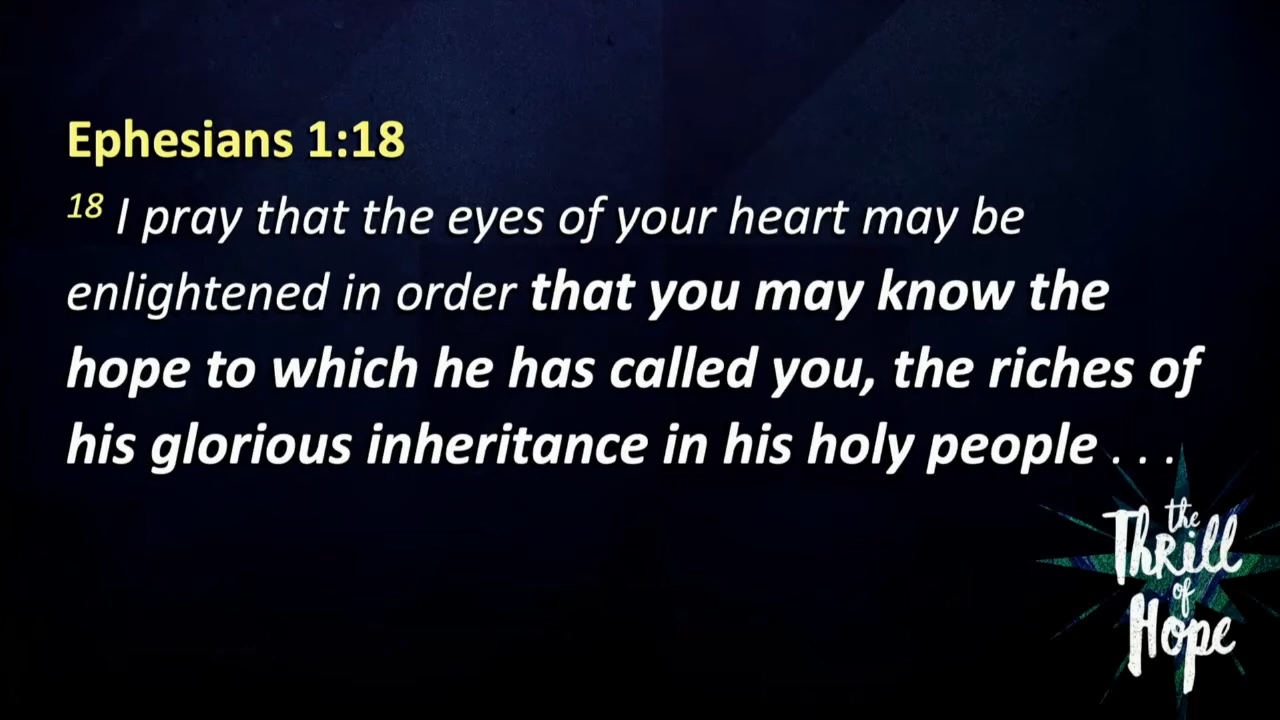 Ephesians 1:18
18 I pray that the eyes of your heart may be
enlightened in order that you may know the
hope to which he has called you, the riches of
his glorious inheritance in his holy people . . .
the
Thrill
of
Hope